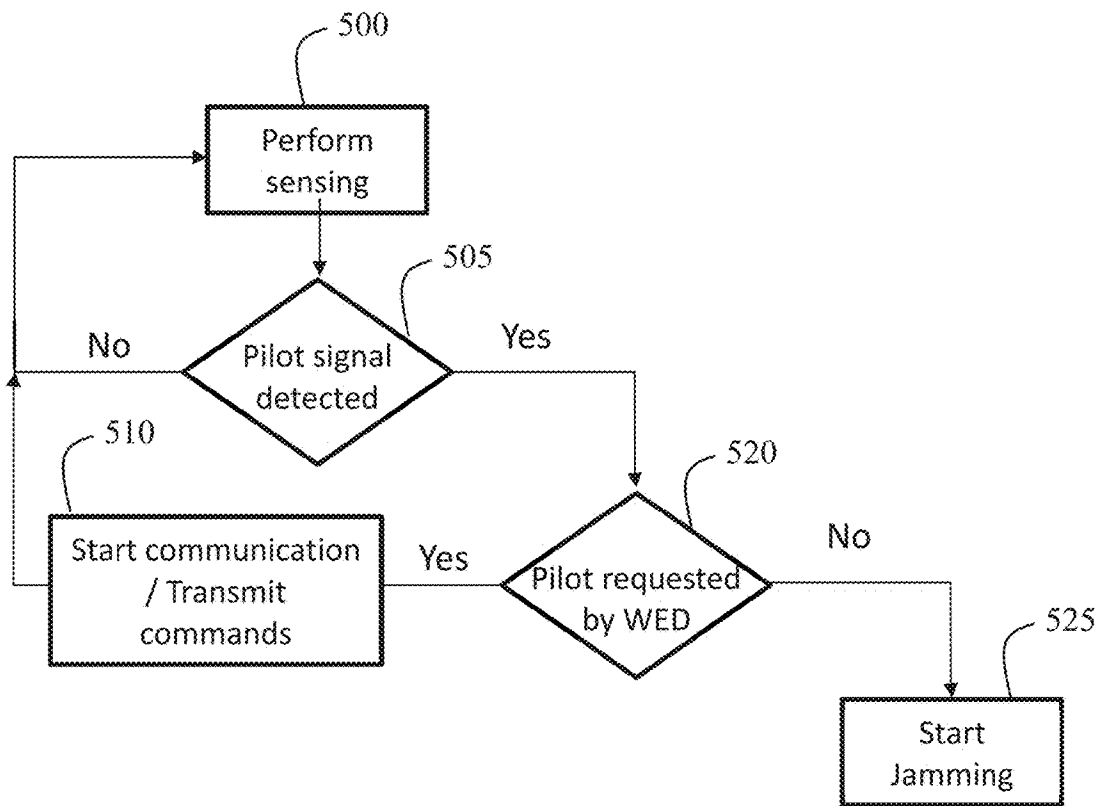 500
Perform
sensing
505
No
Yes
Pilot signal
detected
510
520
Start communication
/ Transmit
commands
Yes
No
Pilot requested
by WED
525
Start
Jamming